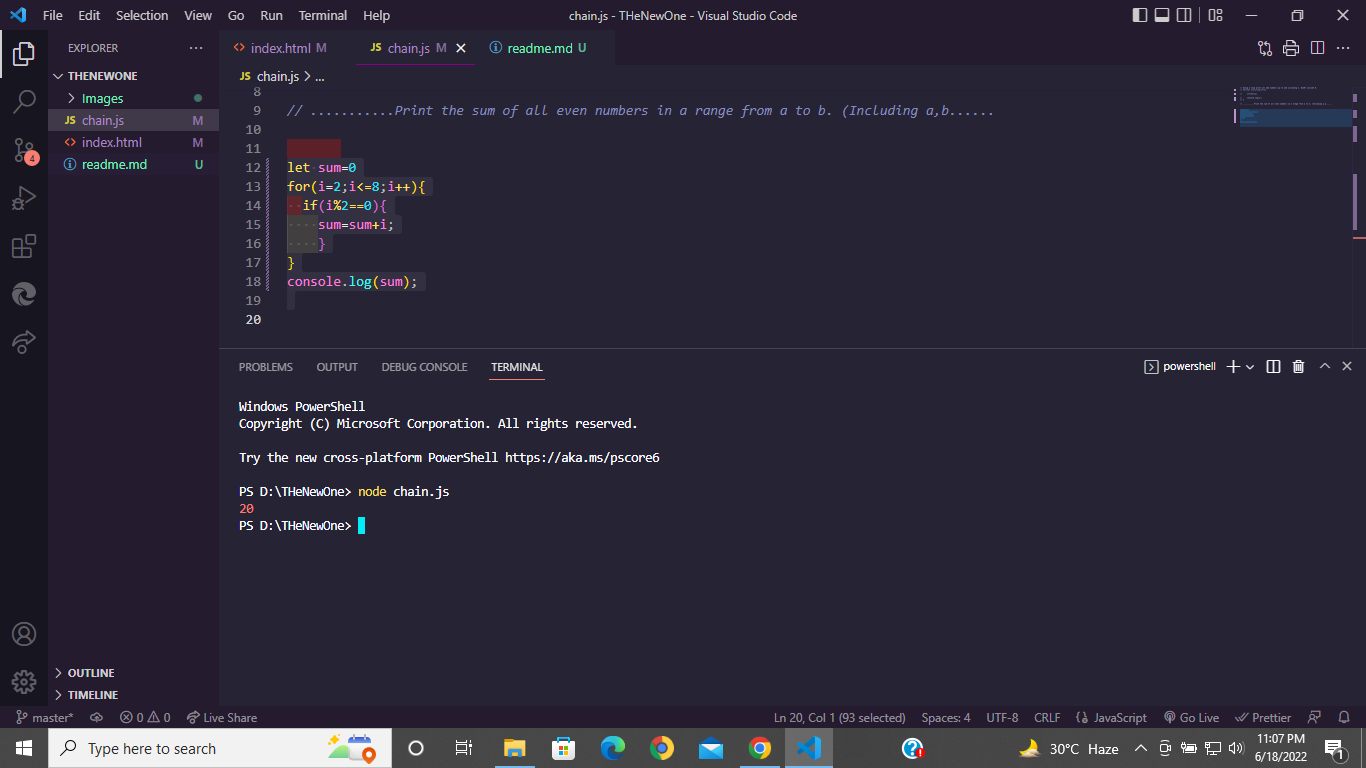 File Edit Selection View Go Run Terminal Help chain.js - THeNewOne - Visual Studio Code
EXPLORER
THENEWONE
Images
JS chain.js M
index.html M
readme.md U
OUTLINE
TIMELINE
index.html M JS chain.js M readme.md U
JS chain.js > ...
8
9 // ...........Print the sum of all even numbers in a range from a to b. (Including a,b......
10
11
12 let sum=0
13 for(i=2;i<=8;i++){
14 if(i%2==0){
15 sum=sum+i;
16 }
17 }
18 console.log(sum);
19
20
PROBLEMS OUTPUT DEBUG CONSOLE TERMINAL powershell
Windows PowerShell
Copyright (C) Microsoft Corporation. All rights reserved.
Try the new cross-platform PowerShell https://aka.ms/pscore6
PS D:\THeNewOne> node chain.js
20
PS D:\THeNewOne>
4
master* 0 0 Live Share Ln 20, Col 1 (93 selected) Spaces: 4 UTF-8 CRLF {} JavaScript Go Live Prettier
Type here to search 30°C Haze 11:07 PM
6/18/2022
1